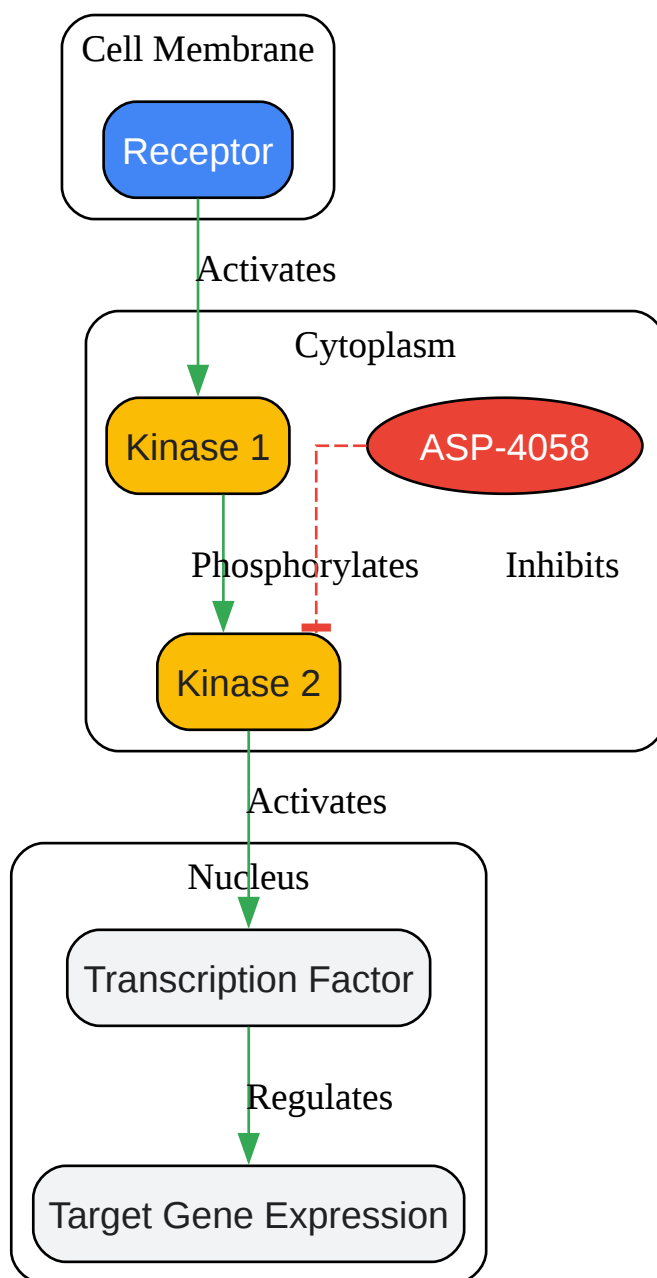 Cell Membrane
Receptor
Activates
Cytoplasm
Kinase 1
ASP-4058
Phosphorylates
Inhibits
Kinase 2
Activates
Nucleus
Transcription Factor
Regulates
Target Gene Expression